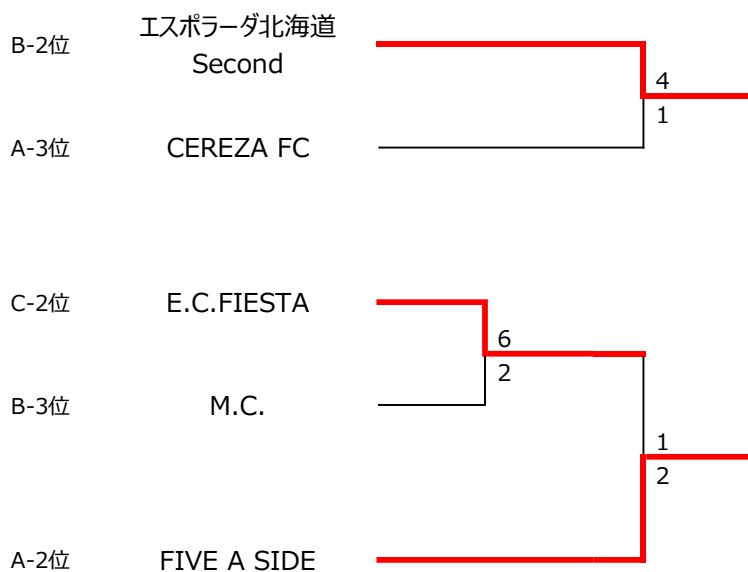 B-2位
エスポラーダ北海道
Second
4
1
A-3位
CEREZA FC
C-2位
E.C.FIESTA
6
2
B-3位
M.C.
1
2
A-2位
FIVE A SIDE